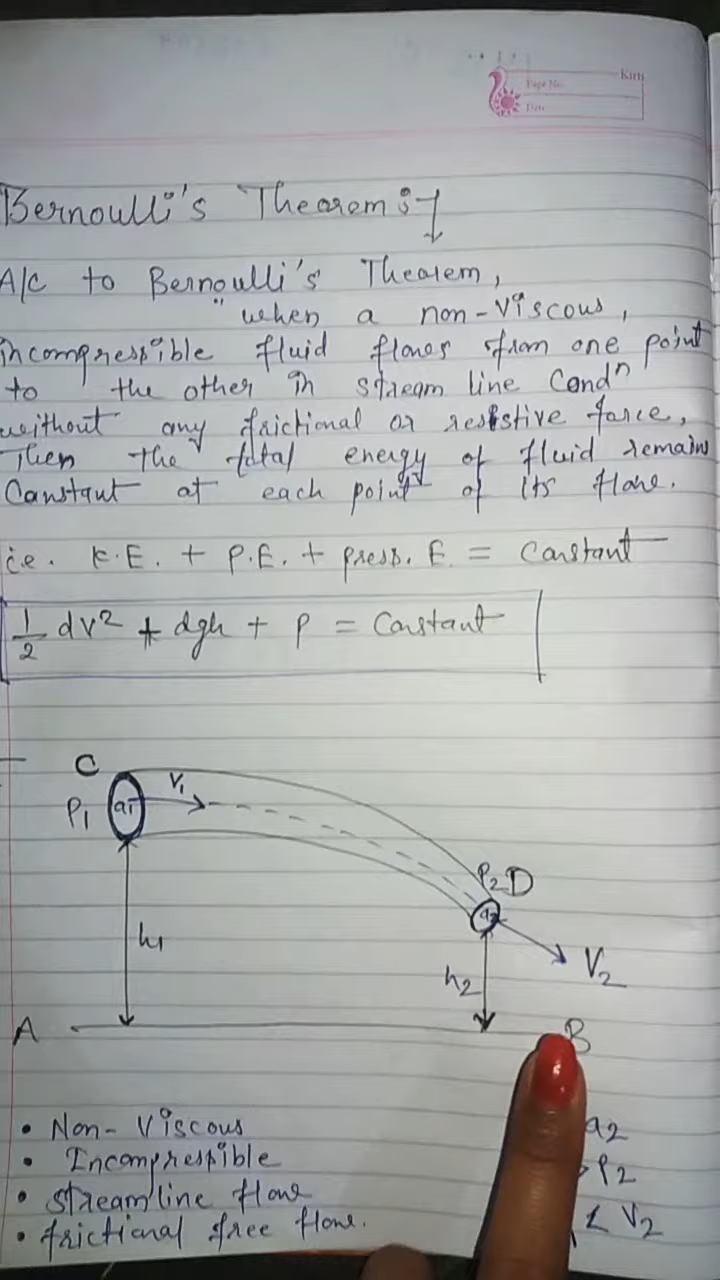 Kirti
Page No.
Date
Bernoulli's Theorem :-
A/c to Bernoulli's Theorem,
"when a non-Viscous,
incompressible fluid flows from one point
to the other in stream line Condⁿ
without any frictional or resistive force,
Then the total energy of fluid remains
Constant at each point of its flow.
i.e. K.E. + P.E. + press. E. = Constant
1/2 dv² + dgh + P = Constant
C
P₁ a₁ V₁
P₂ D
a₂
h₁
h₂ V₂
A B
• Non-Viscous
a₂
• Incompressible
P₂
• streamline flow
< V₂
• frictional free flow.